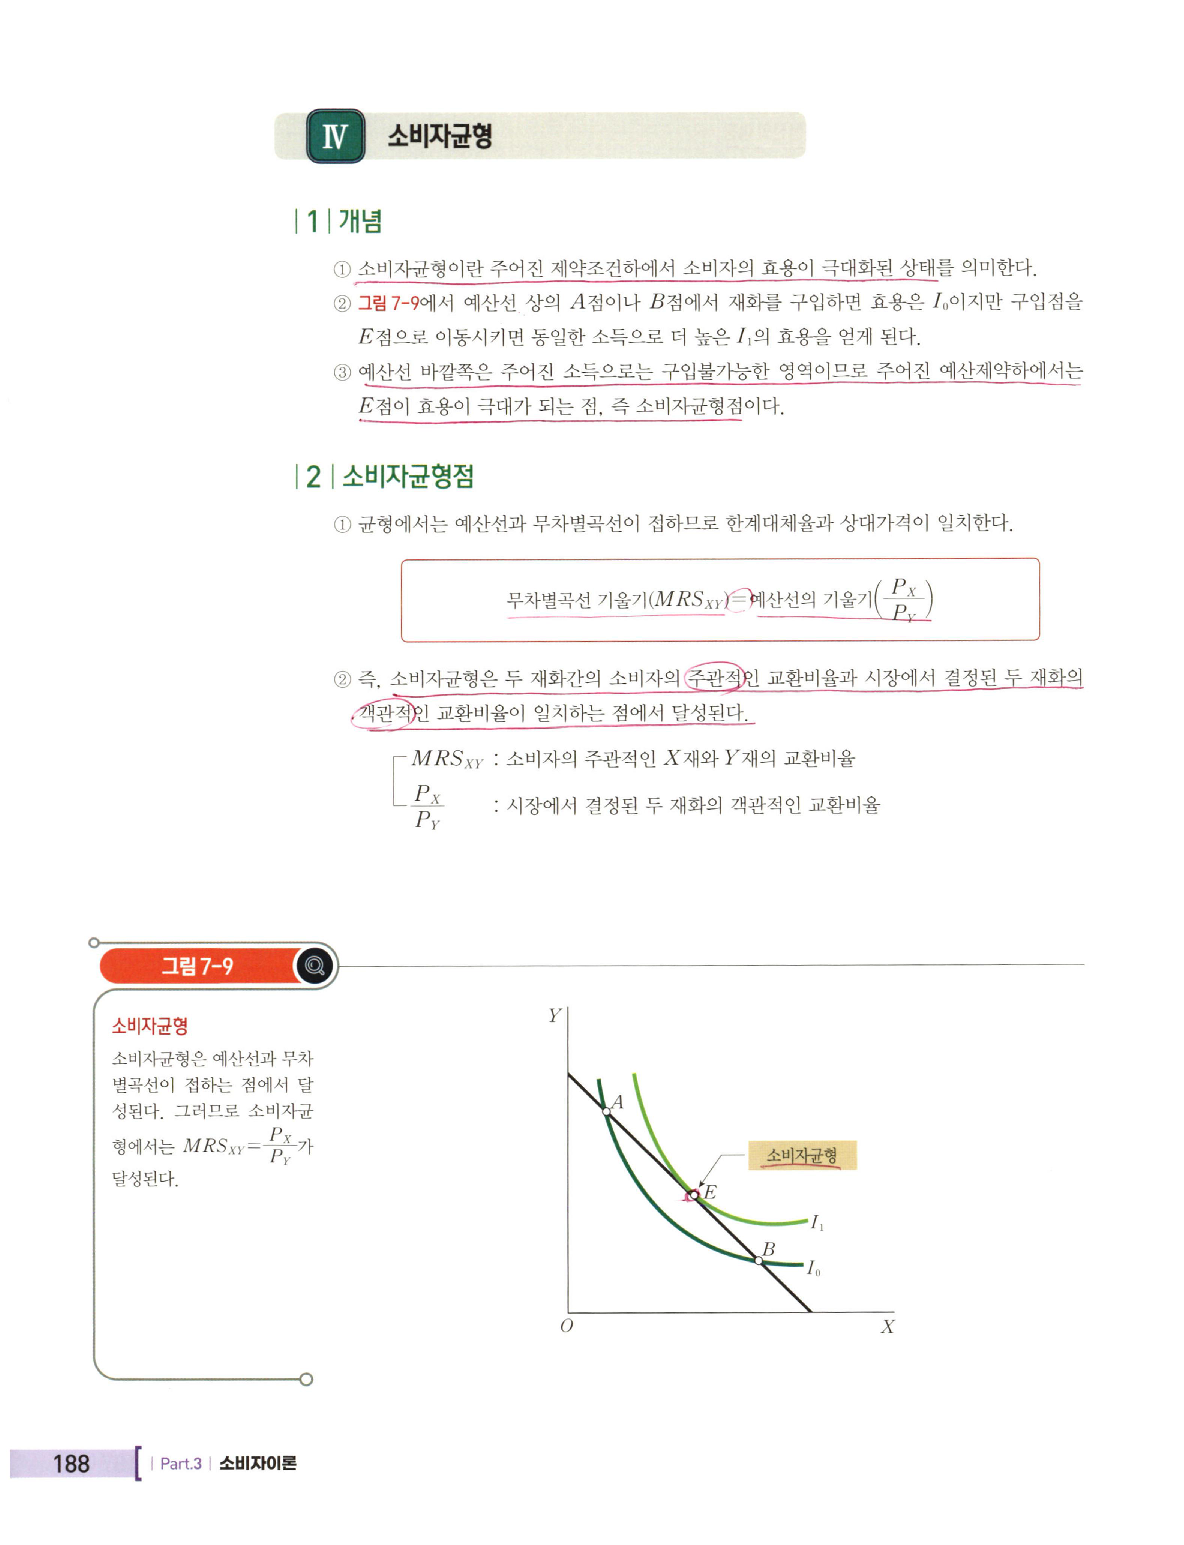 Ⅳ 소비자균형
| 1 | 개념
① 소비자균형이란 주어진 제약조건하에서 소비자의 효용이 극대화된 상태를 의미한다.
② 그림 7-9에서 예산선 상의 A점이나 B점에서 재화를 구입하면 효용은 I₀이지만 구입점을
E점으로 이동시키면 동일한 소득으로 더 높은 I₁의 효용을 얻게 된다.
③ 예산선 바깥쪽은 주어진 소득으로는 구입불가능한 영역이므로 주어진 예산제약하에서는
E점이 효용이 극대가 되는 점, 즉 소비자균형점이다.
| 2 | 소비자균형점
① 균형에서는 예산선과 무차별곡선이 접하므로 한계대체율과 상대가격이 일치한다.
무차별곡선 기울기(MRS_XY)=예산선의 기울기(P_X/P_Y)
② 즉, 소비자균형은 두 재화간의 소비자의 주관적인 교환비율과 시장에서 결정된 두 재화의
객관적인 교환비율이 일치하는 점에서 달성된다.
MRS_XY : 소비자의 주관적인 X재와 Y재의 교환비율
P_X/P_Y : 시장에서 결정된 두 재화의 객관적인 교환비율
그림 7-9
소비자균형
소비자균형은 예산선과 무차
별곡선이 접하는 점에서 달
성된다. 그러므로 소비자균
형에서는 MRS_XY=P_X/P_Y가
달성된다.
Y
A
소비자균형
E
I₁
B
I₀
O
X
188
| Part.3 | 소비자이론